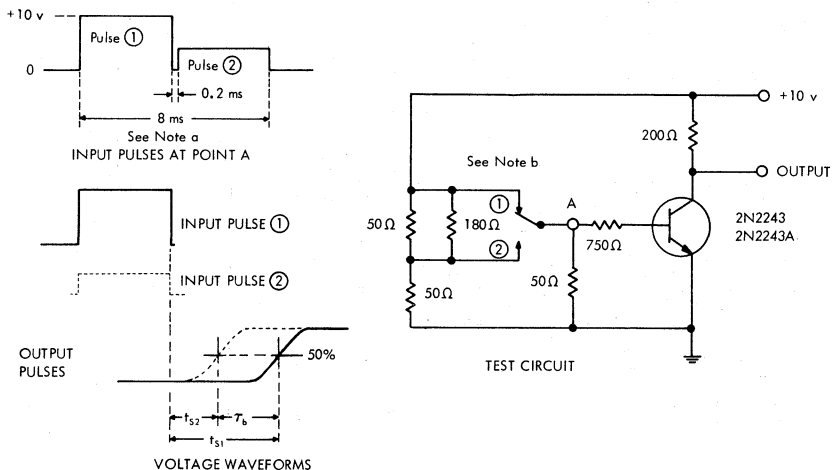 +10 v
Pulse ①
Pulse ②
0
0.2 ms
8 ms
See Note a
INPUT PULSES AT POINT A
INPUT PULSE ①
INPUT PULSE ②
OUTPUT
PULSES
50%
tS2
τb
tS1
VOLTAGE WAVEFORMS
+10 v
200Ω
See Note b
OUTPUT
①
A
50Ω
180Ω
750Ω
2N2243
2N2243A
②
50Ω
50Ω
TEST CIRCUIT